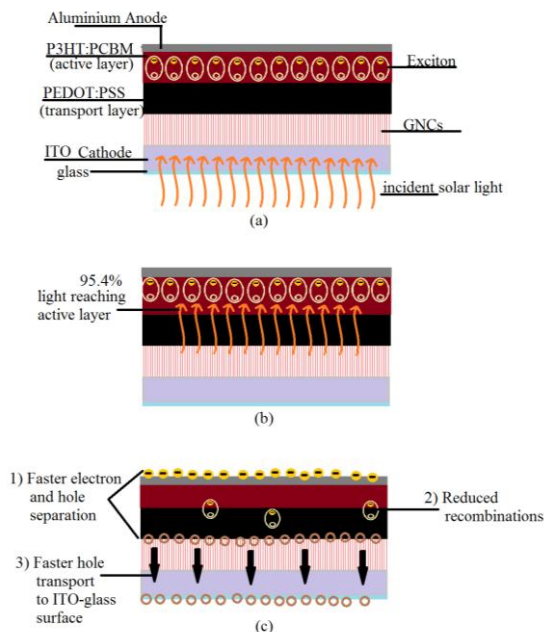 Aluminium Anode
P3HT:PCBM
(active layer)
Exciton
PEDOT:PSS
(transport layer)
GNCs
ITO Cathode
glass
incident solar light
(a)
95.4%
light reaching
active layer
(b)
1) Faster electron
and hole
separation
2) Reduced
recombinations
3) Faster hole
transport
to ITO-glass
surface
(c)